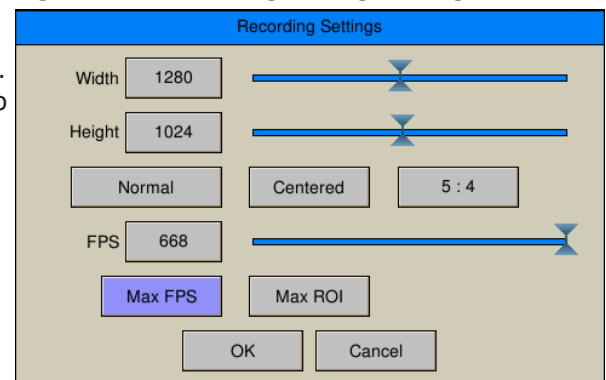 Recording Settings
Width 1280
Height 1024
Normal Centered 5 : 4
FPS 668
Max FPS Max ROI
OK Cancel